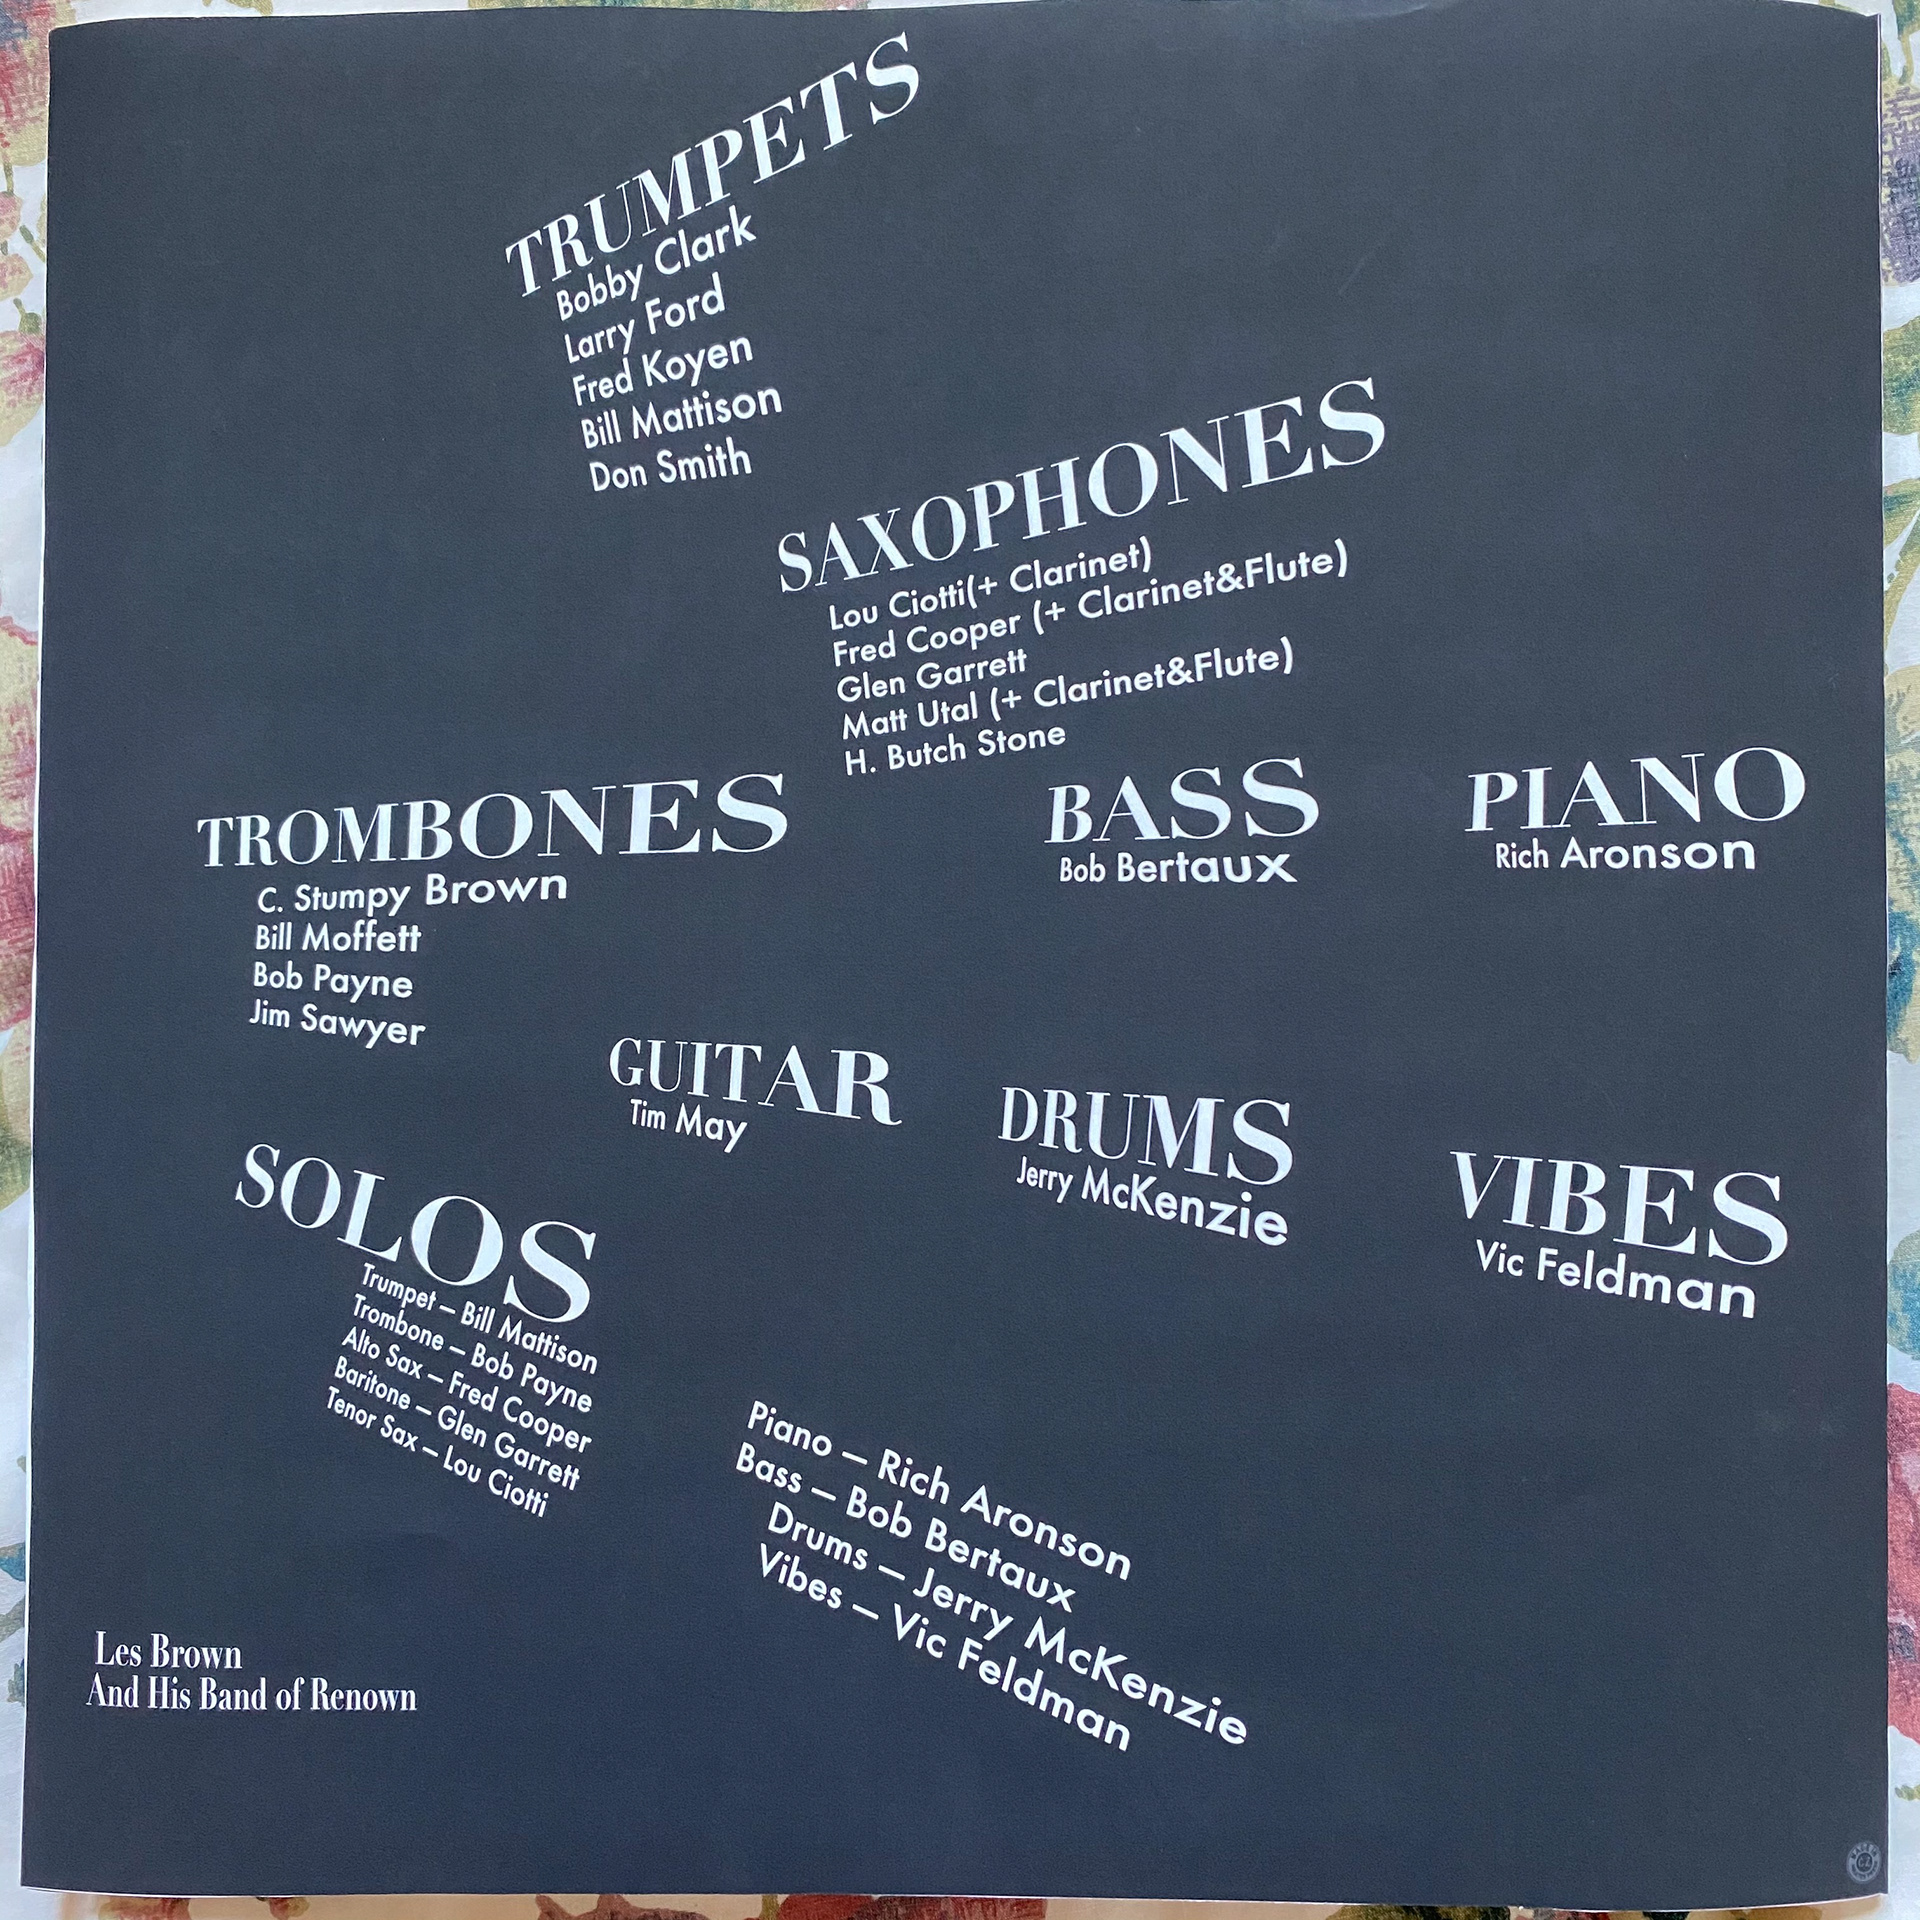 TRUMPETS
Bobby Clark
Larry Ford
Fred Koyen
Bill Mattison
Don Smith
SAXOPHONES
Lou Ciotti(+ Clarinet)
Fred Cooper (+ Clarinet&Flute)
Glen Garrett
Matt Utal (+ Clarinet&Flute)
H. Butch Stone
TROMBONES
C. Stumpy Brown
Bill Moffett
Bob Payne
Jim Sawyer
BASS
Bob Bertaux
PIANO
Rich Aronson
GUITAR
Tim May
DRUMS
Jerry McKenzie
VIBES
Vic Feldman
SOLOS
Trumpet – Bill Mattison
Trombone – Bob Payne
Alto Sax – Fred Cooper
Baritone – Glen Garrett
Tenor Sax – Lou Ciotti
Piano – Rich Aronson
Bass – Bob Bertaux
Drums – Jerry McKenzie
Vibes – Vic Feldman
Les Brown
And His Band of Renown